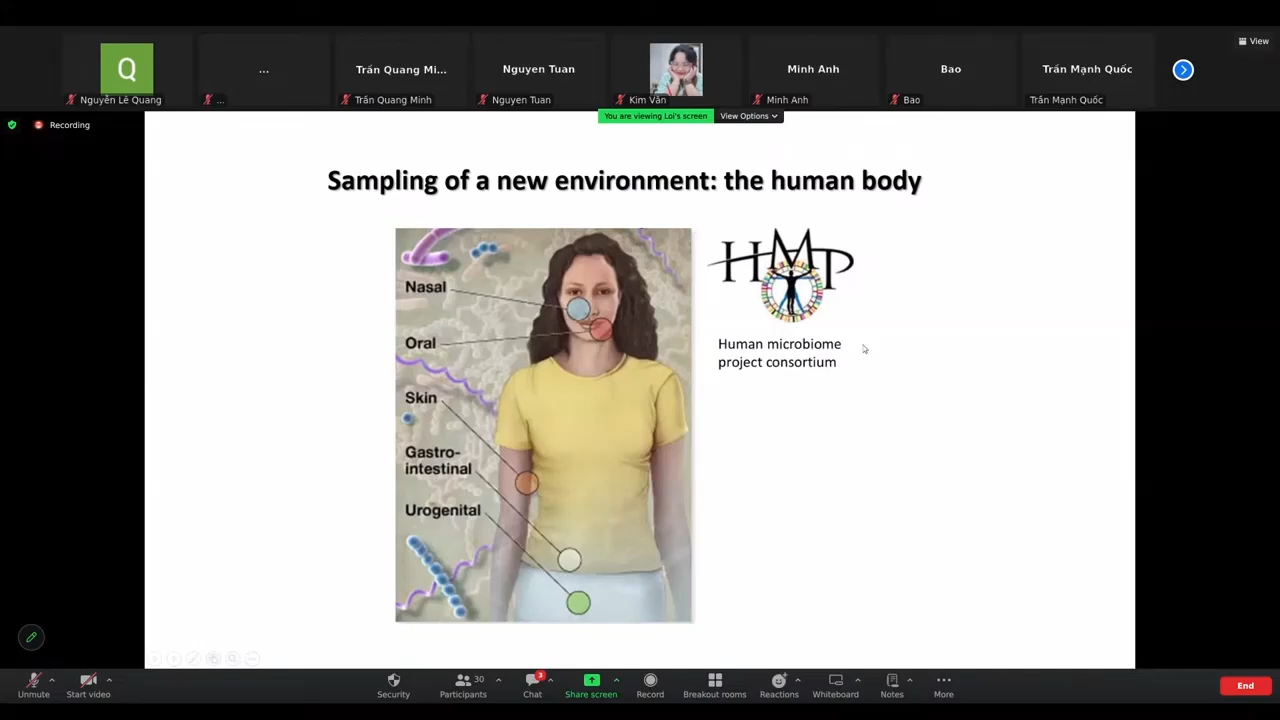 Q
...
Trần Quang Mi...
Nguyen Tuan
Minh Anh
Bao
Trần Mạnh Quốc
View
Nguyễn Lê Quang
...
Trần Quang Minh
Nguyen Tuan
Kim Vân
Minh Anh
Bao
Trần Mạnh Quốc
You are viewing Loi's screen
View Options
Recording
Sampling of a new environment: the human body
Nasal
Oral
Skin
Gastro-
intestinal
Urogenital
HMP
Human microbiome
project consortium
Unmute
Start video
Security
Participants
30
Chat
3
Share screen
Record
Breakout rooms
Reactions
Whiteboard
Notes
More
End